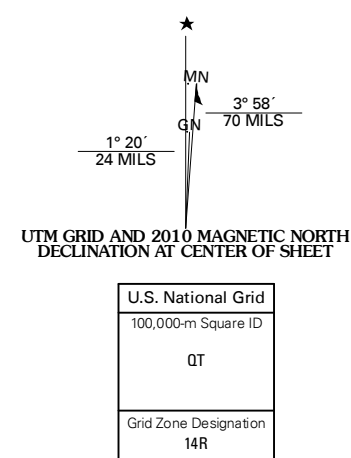 MN
GN
3° 58´
70 MILS
1° 20´
24 MILS
UTM GRID AND 2010 MAGNETIC NORTH
DECLINATION AT CENTER OF SHEET
U.S. National Grid
100,000-m Square ID
QT
Grid Zone Designation
14R